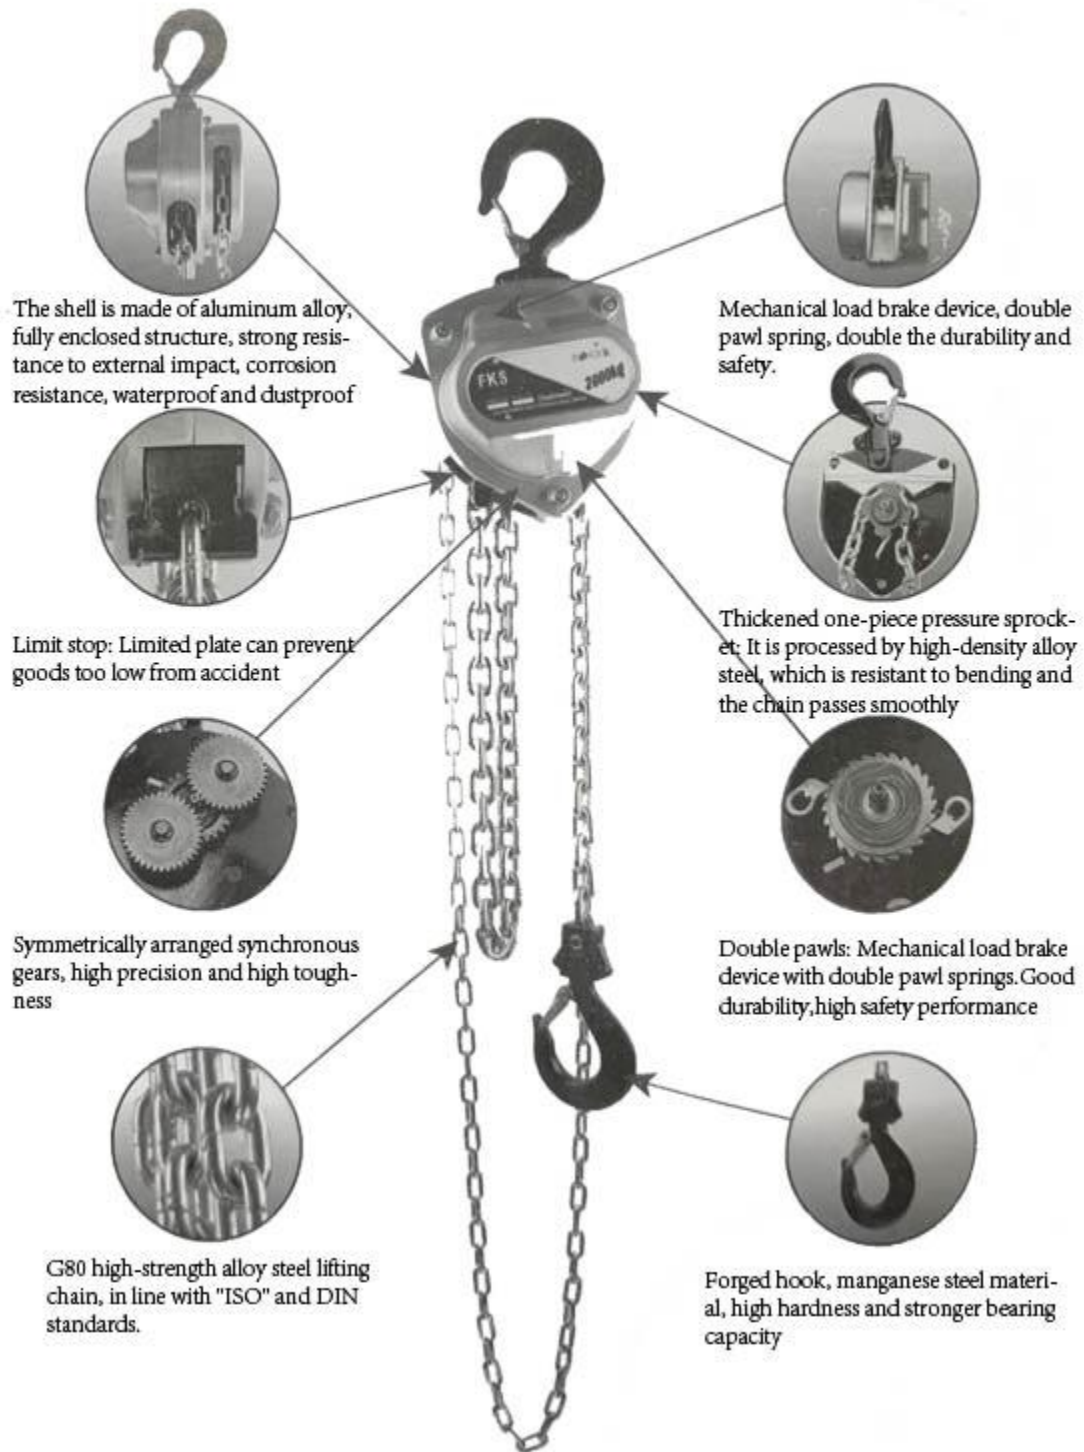 The shell is made of aluminum alloy,
fully enclosed structure, strong resis-
tance to external impact, corrosion
resistance, waterproof and dustproof
Mechanical load brake device, double
pawl spring, double the durability and
safety.
FKS
2000kg
Limit stop: Limited plate can prevent
goods too low from accident
Thickened one-piece pressure sprock-
et: It is processed by high-density alloy
steel, which is resistant to bending and
the chain passes smoothly
Symmetrically arranged synchronous
gears, high precision and high tough-
ness
Double pawls: Mechanical load brake
device with double pawl springs.Good
durability,high safety performance
G80 high-strength alloy steel lifting
chain, in line with "ISO" and DIN
standards.
Forged hook, manganese steel materi-
al, high hardness and stronger bearing
capacity